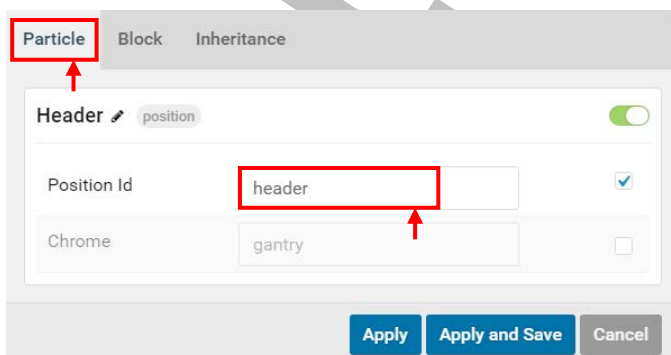 Particle Block Inheritance
Header position
Position Id header
Chrome gantry
Apply Apply and Save Cancel